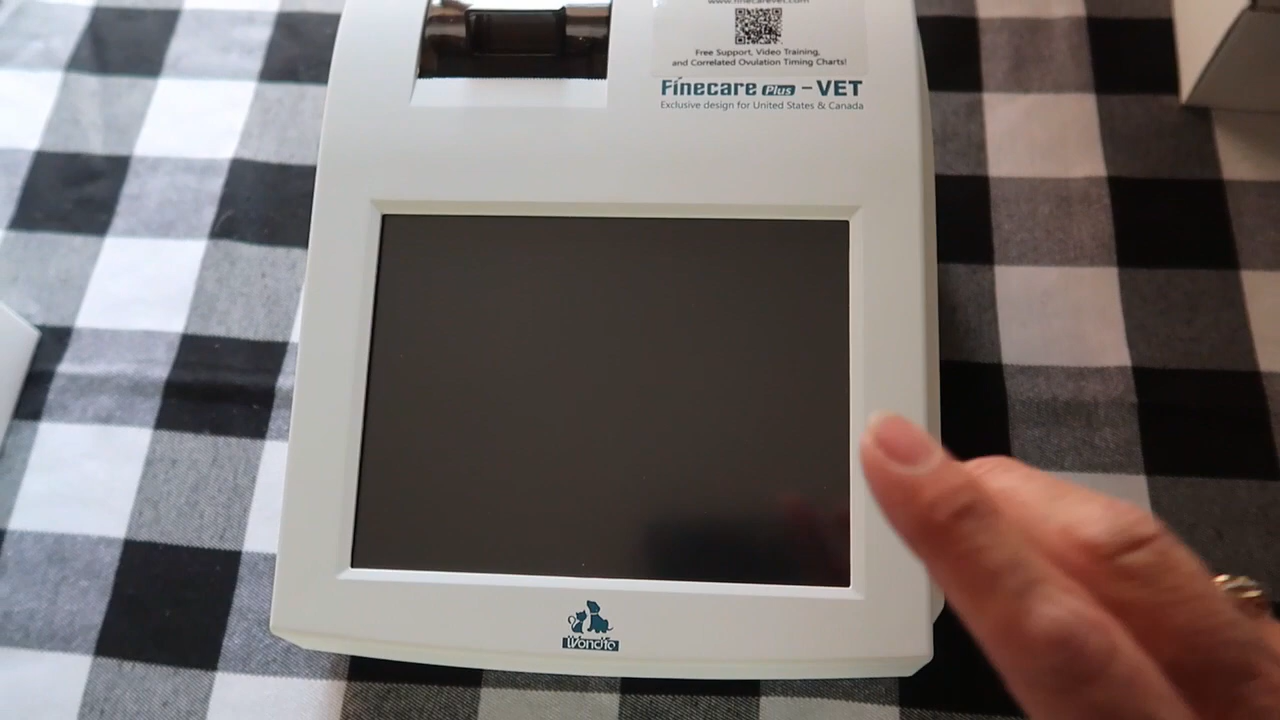 www.finecarevet.com
Free Support, Video Training,
and Correlated Ovulation Timing Charts!
Finecare Plus - VET
Exclusive design for United States & Canada
Wondfo